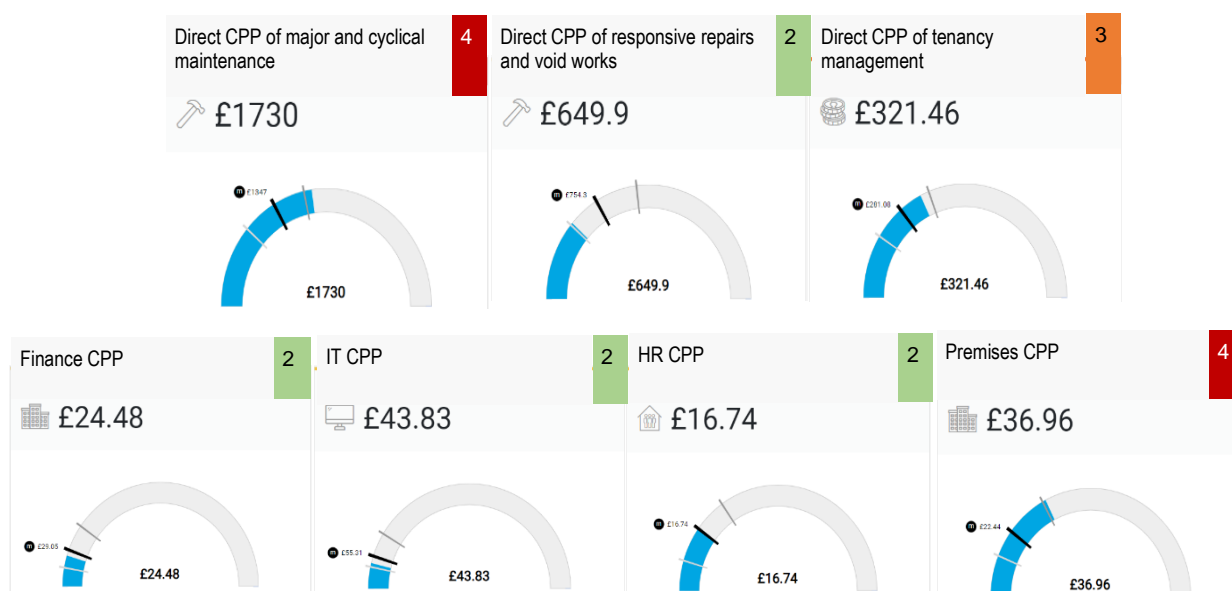 Direct CPP of major and cyclical
maintenance
4
£1730
m £1347
£1730
Direct CPP of responsive repairs
and void works
2
£649.9
m £754.3
£649.9
Direct CPP of tenancy
management
3
£321.46
m £281.08
£321.46
Finance CPP
2
£24.48
m £29.05
£24.48
IT CPP
2
£43.83
m £55.31
£43.83
HR CPP
2
£16.74
m £16.74
£16.74
Premises CPP
4
£36.96
m £22.44
£36.96